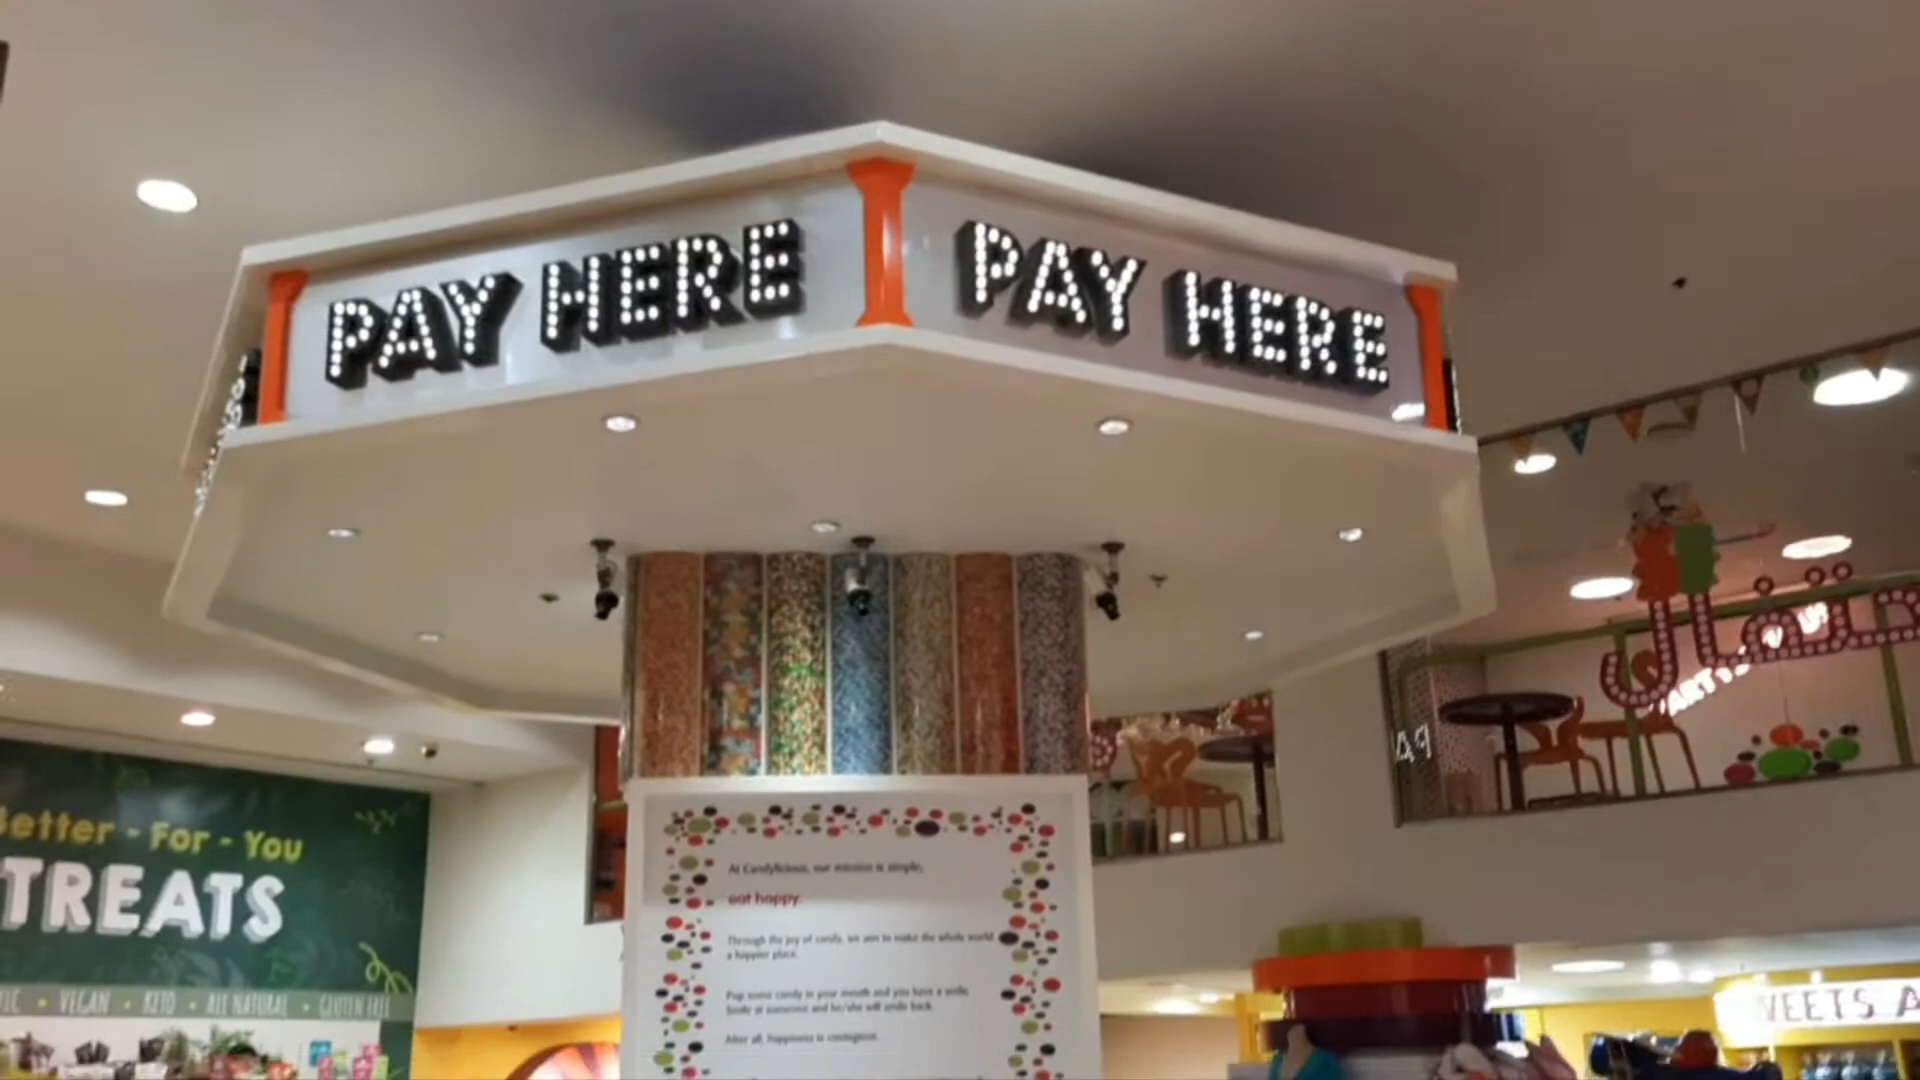 PAY HERE
PAY HERE
Better - For - You
TREATS
VEGAN • KETO • ALL NATURAL • GLUTEN FREE
At Candylicious, our mission is simple,
eat happy.
Through the joy of candy, we aim to make the whole world
a happier place.
Pop some candy in your mouth and you have a smile.
Smile at someone and he/she will smile back.
After all, happiness is contagious.